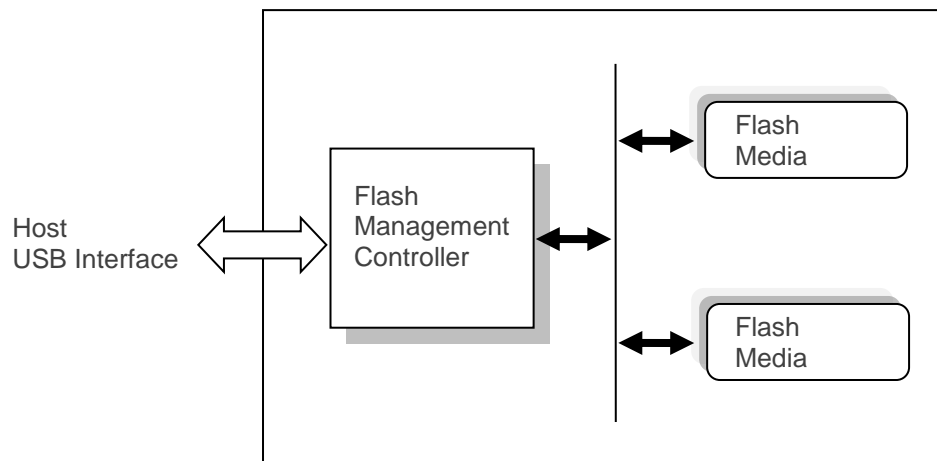 Host
USB Interface
Flash
Management
Controller
Flash
Media
Flash
Media